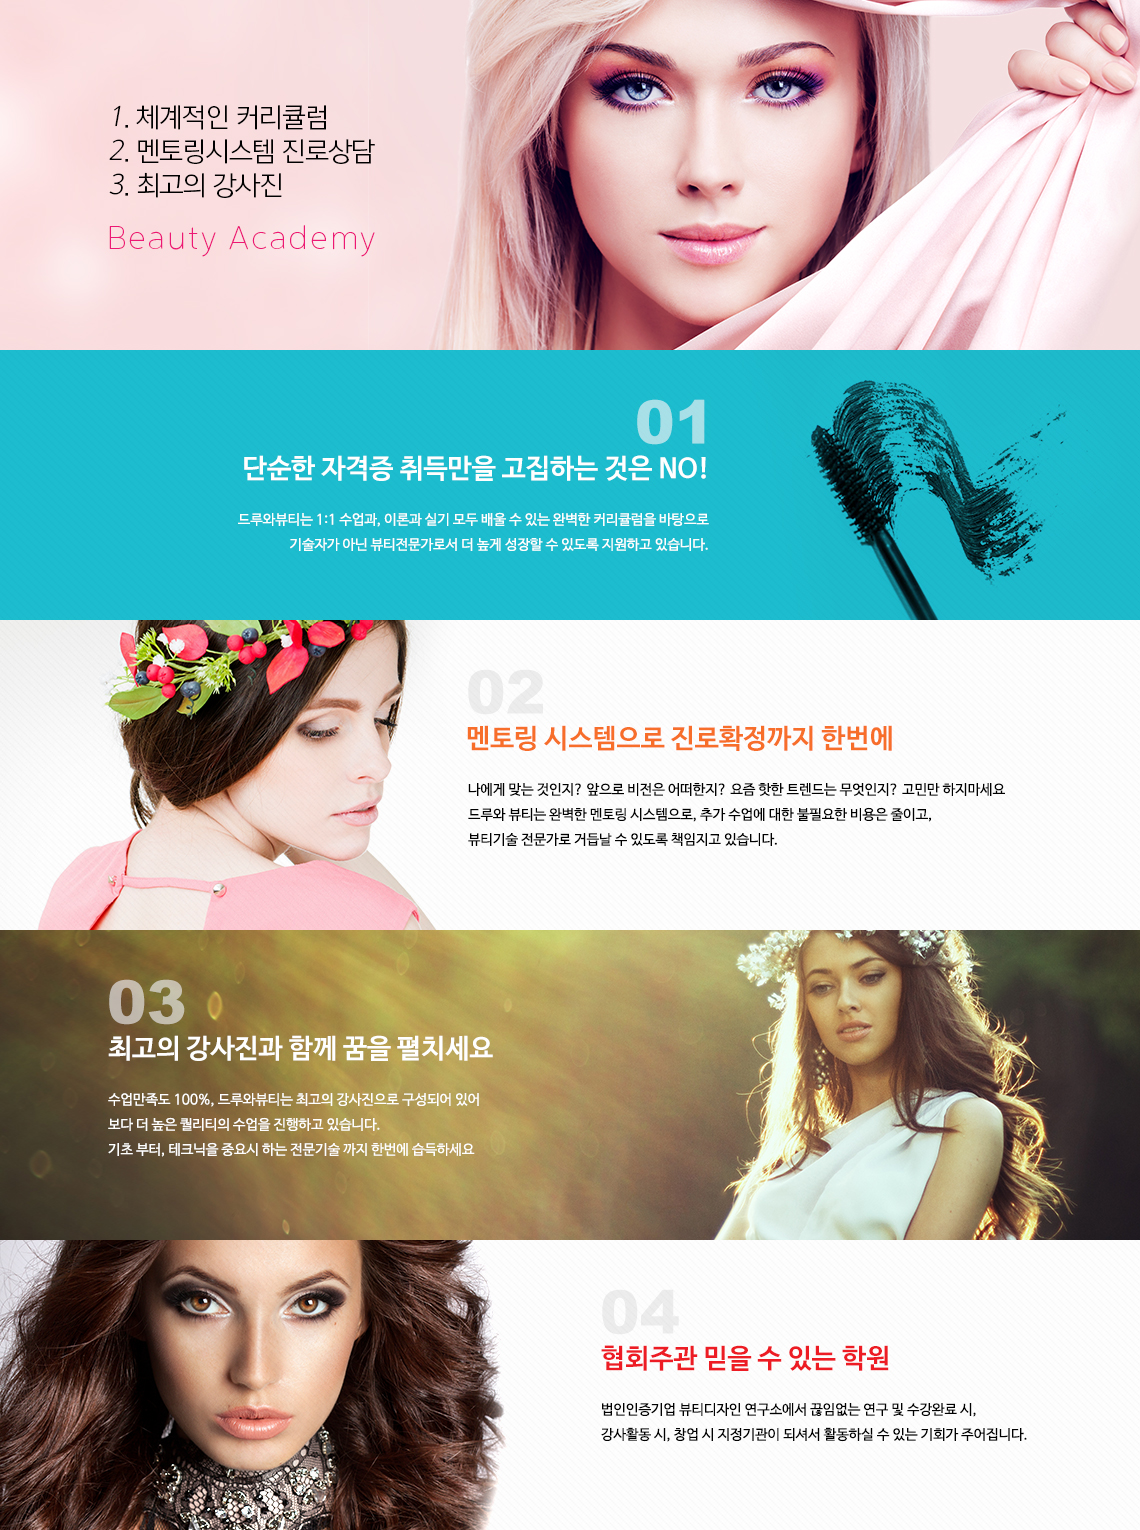 1. 체계적인 커리큘럼
2. 멘토링시스템 진로상담
3. 최고의 강사진
Beauty Academy
01
단순한 자격증 취득만을 고집하는 것은 NO!
드루와뷰티는 1:1 수업과, 이론과 실기 모두 배울 수 있는 완벽한 커리큘럼을 바탕으로
기술자가 아닌 뷰티전문가로서 더 높게 성장할 수 있도록 지원하고 있습니다.
02
멘토링 시스템으로 진로확정까지 한번에
나에게 맞는 것인지? 앞으로 비전은 어떠한지? 요즘 핫한 트렌드는 무엇인지? 고민만 하지마세요
드루와 뷰티는 완벽한 멘토링 시스템으로, 추가 수업에 대한 불필요한 비용은 줄이고,
뷰티기술 전문가로 거듭날 수 있도록 책임지고 있습니다.
03
최고의 강사진과 함께 꿈을 펼치세요
수업만족도 100%, 드루와뷰티는 최고의 강사진으로 구성되어 있어
보다 더 높은 퀄리티의 수업을 진행하고 있습니다.
기초 부터, 테크닉을 중요시 하는 전문기술 까지 한번에 습득하세요
04
협회주관 믿을 수 있는 학원
법인인증기업 뷰티디자인 연구소에서 끊임없는 연구 및 수강완료 시,
강사활동 시, 창업 시 지정기관이 되셔서 활동하실 수 있는 기회가 주어집니다.